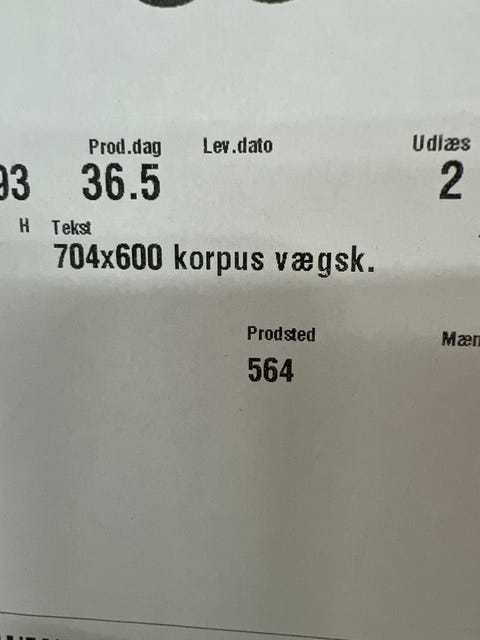 Prod.dag Lev.dato Udlæs
93 36.5 2
H Tekst
704x600 korpus vægsk.
Prodsted
564